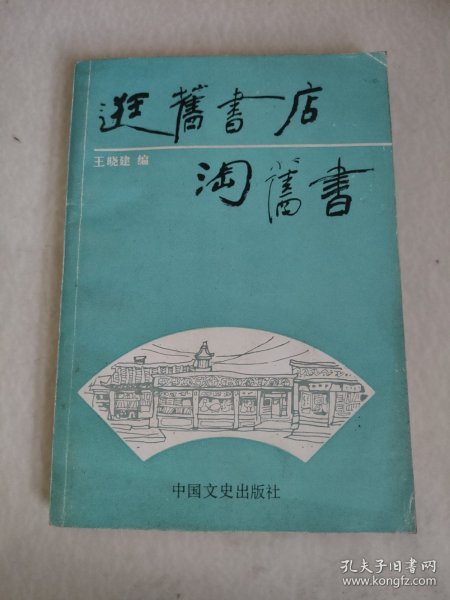 逛舊書店
王晓建 编
淘舊書
中国文史出版社
孔夫子旧书网
www.kongfz.com